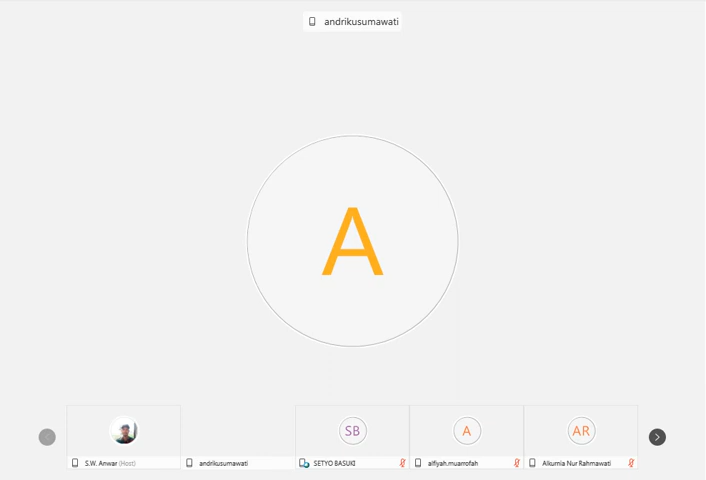 andrikusumawati
A
SB
A
AR
S.W. Anwar (Host)
andrikusumawati
SETYO BASUKI
alfiyah.muarrofah
Alkumia Nur Rahmawati